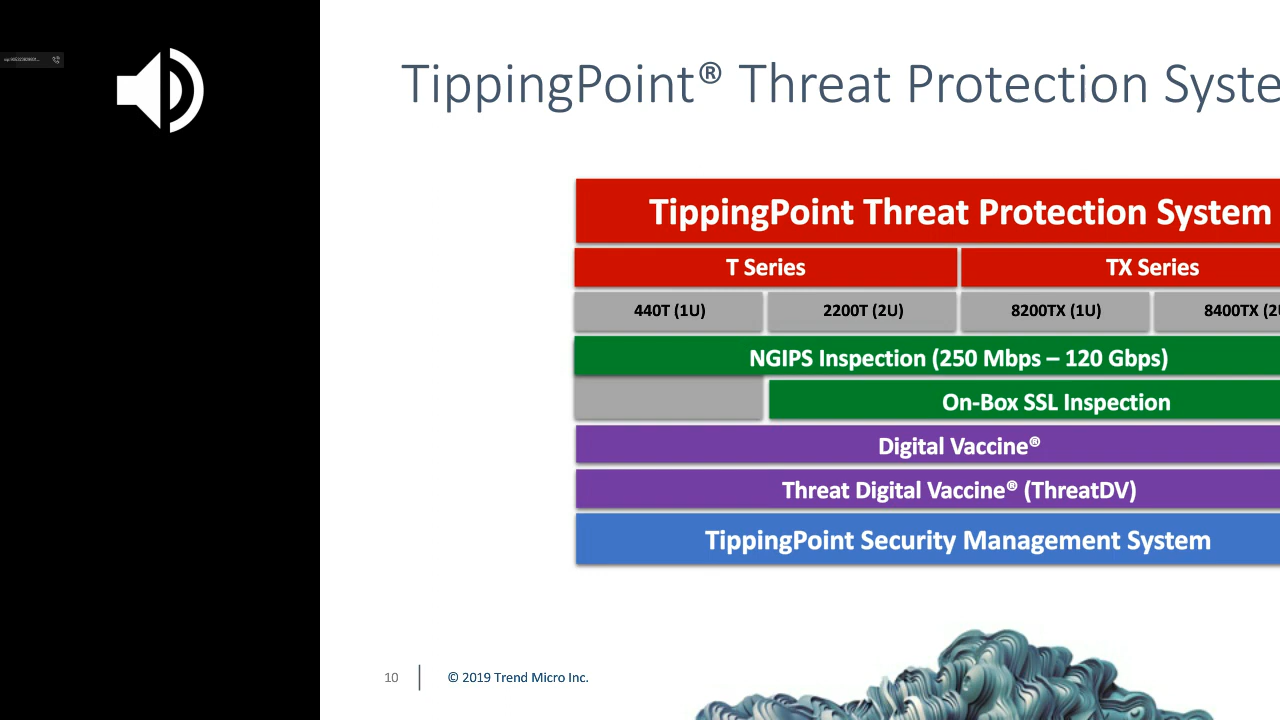 TippingPoint® Threat Protection Syste
TippingPoint Threat Protection System
T Series
TX Series
440T (1U)
2200T (2U)
8200TX (1U)
8400TX (2U
NGIPS Inspection (250 Mbps – 120 Gbps)
On-Box SSL Inspection
Digital Vaccine®
Threat Digital Vaccine® (ThreatDV)
TippingPoint Security Management System
10
© 2019 Trend Micro Inc.